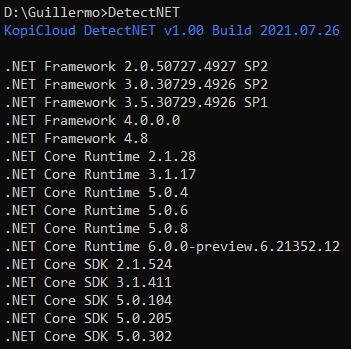 D:\Guillermo>DetectNET
KopiCloud DetectNET v1.00 Build 2021.07.26
.NET Framework 2.0.50727.4927 SP2
.NET Framework 3.0.30729.4926 SP2
.NET Framework 3.5.30729.4926 SP1
.NET Framework 4.0.0.0
.NET Framework 4.8
.NET Core Runtime 2.1.28
.NET Core Runtime 3.1.17
.NET Core Runtime 5.0.4
.NET Core Runtime 5.0.6
.NET Core Runtime 5.0.8
.NET Core Runtime 6.0.0-preview.6.21352.12
.NET Core SDK 2.1.524
.NET Core SDK 3.1.411
.NET Core SDK 5.0.104
.NET Core SDK 5.0.205
.NET Core SDK 5.0.302